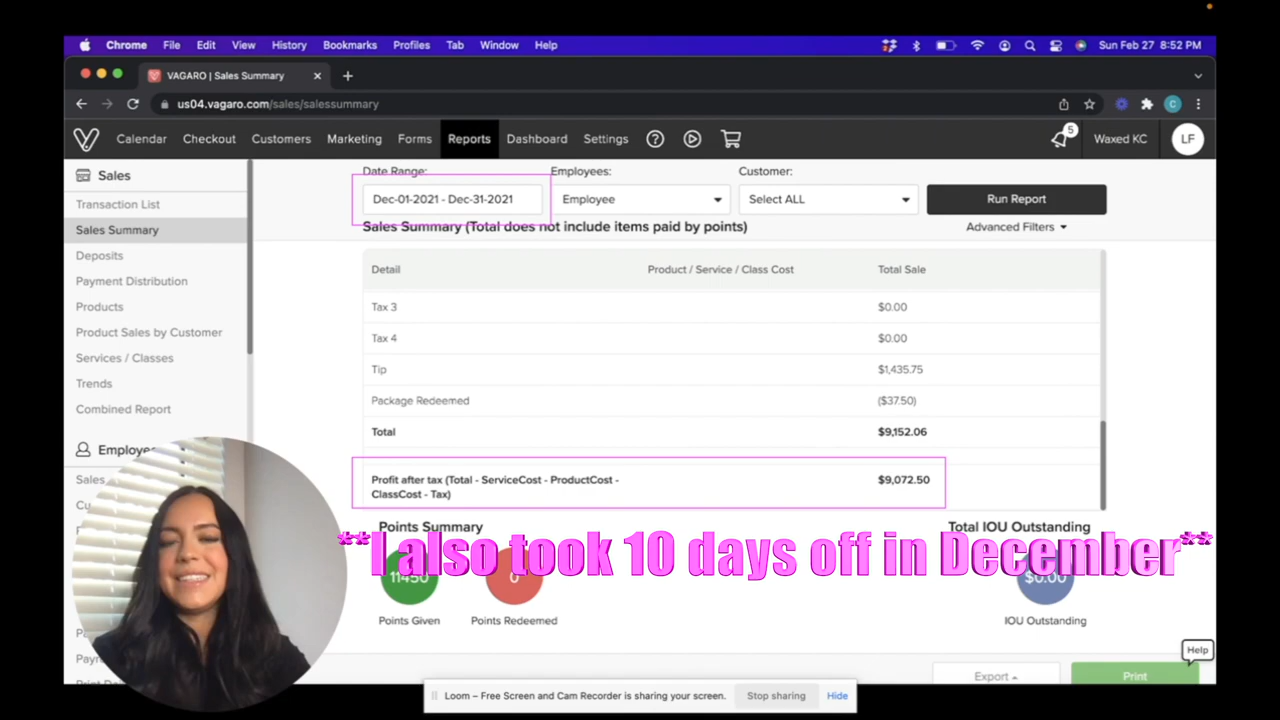 Chrome File Edit View History Bookmarks Profiles Tab Window Help Sun Feb 27 8:52 PM
VAGARO | Sales Summary
us04.vagaro.com/sales/salessummary
Calendar Checkout Customers Marketing Forms Reports Dashboard Settings 5 Waxed KC LF
Sales
Transaction List
Sales Summary
Deposits
Payment Distribution
Products
Product Sales by Customer
Services / Classes
Trends
Combined Report
Sales
Date Range: Employees: Customer:
Dec-01-2021 - Dec-31-2021 Employee Select ALL Run Report
Sales Summary (Total does not include items paid by points) Advanced Filters
Detail Product / Service / Class Cost Total Sale
Tax 3 $0.00
Tax 4 $0.00
Tip $1,435.75
Package Redeemed ($37.50)
Total $9,152.06
Profit after tax (Total - ServiceCost - ProductCost - $9,072.50
ClassCost - Tax)
Points Summary Total IOU Outstanding
**I also took 10 days off in December**
11450 0 $0.00
Points Given Points Redeemed IOU Outstanding
Help
Export Print
Loom – Free Screen and Cam Recorder is sharing your screen. Stop sharing Hide